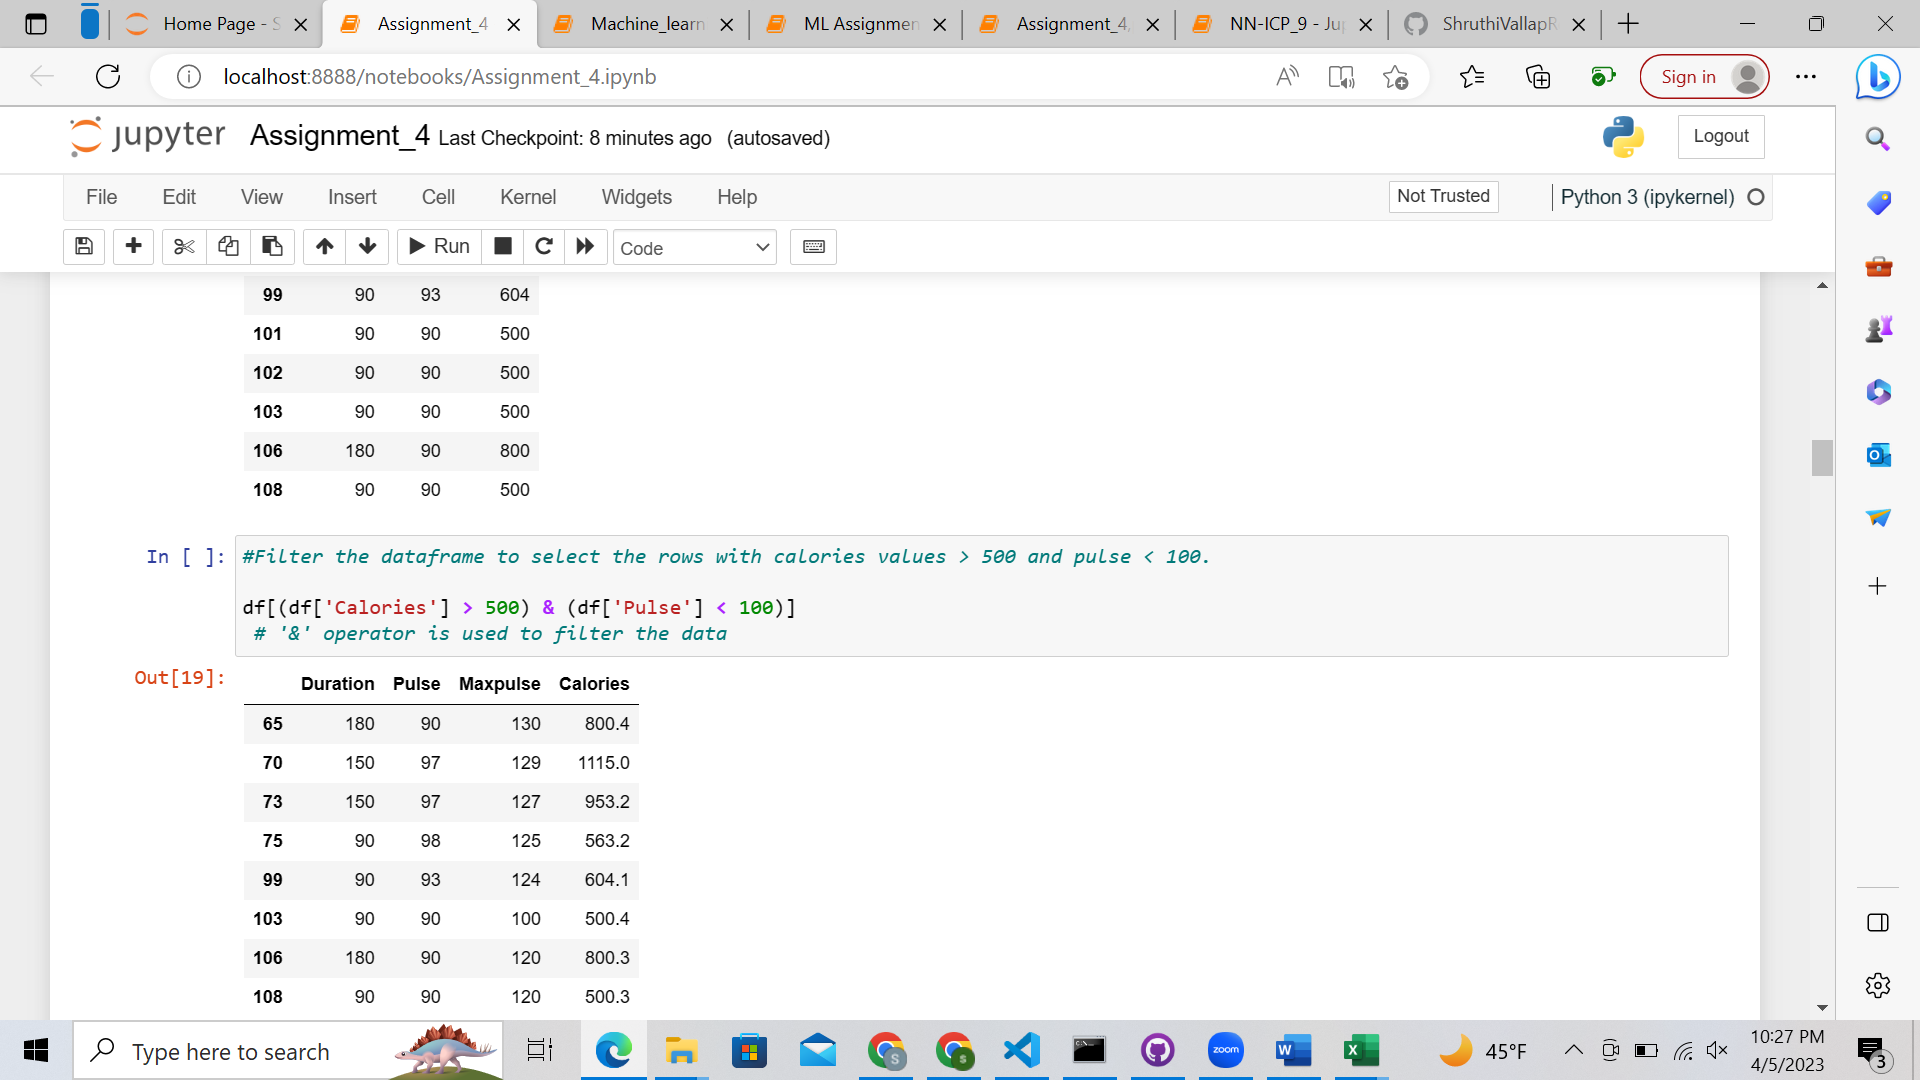 Home Page - S
Assignment_4
Machine_learn
ML Assignmen
Assignment_4,
NN-ICP_9 - Ju
ShruthiVallapR
localhost:8888/notebooks/Assignment_4.ipynb
Sign in
jupyter Assignment_4 Last Checkpoint: 8 minutes ago (autosaved)
Logout
File Edit View Insert Cell Kernel Widgets Help
Not Trusted
Python 3 (ipykernel)
Run
Code
99 90 93 604
101 90 90 500
102 90 90 500
103 90 90 500
106 180 90 800
108 90 90 500
In [ ]: #Filter the dataframe to select the rows with calories values > 500 and pulse < 100.
df[(df['Calories'] > 500) & (df['Pulse'] < 100)]
# '&' operator is used to filter the data
Out[19]:
Duration Pulse Maxpulse Calories
65 180 90 130 800.4
70 150 97 129 1115.0
73 150 97 127 953.2
75 90 98 125 563.2
99 90 93 124 604.1
103 90 90 100 500.4
106 180 90 120 800.3
108 90 90 120 500.3
Type here to search
45°F
10:27 PM
4/5/2023
3